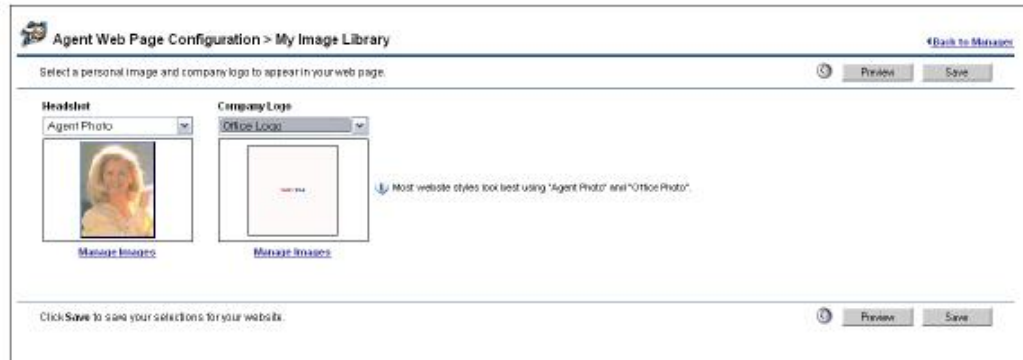 Agent Web Page Configuration > My Image Library
Back to Manager
Select a personal image and company logo to appear in your web page.
Preview Save
Headshot Company Logo
Agent Photo Office Logo
Most website styles look best using "Agent Photo" and "Office Photo".
Manage Images Manage Images
Click Save to save your selections for your website.
Preview Save